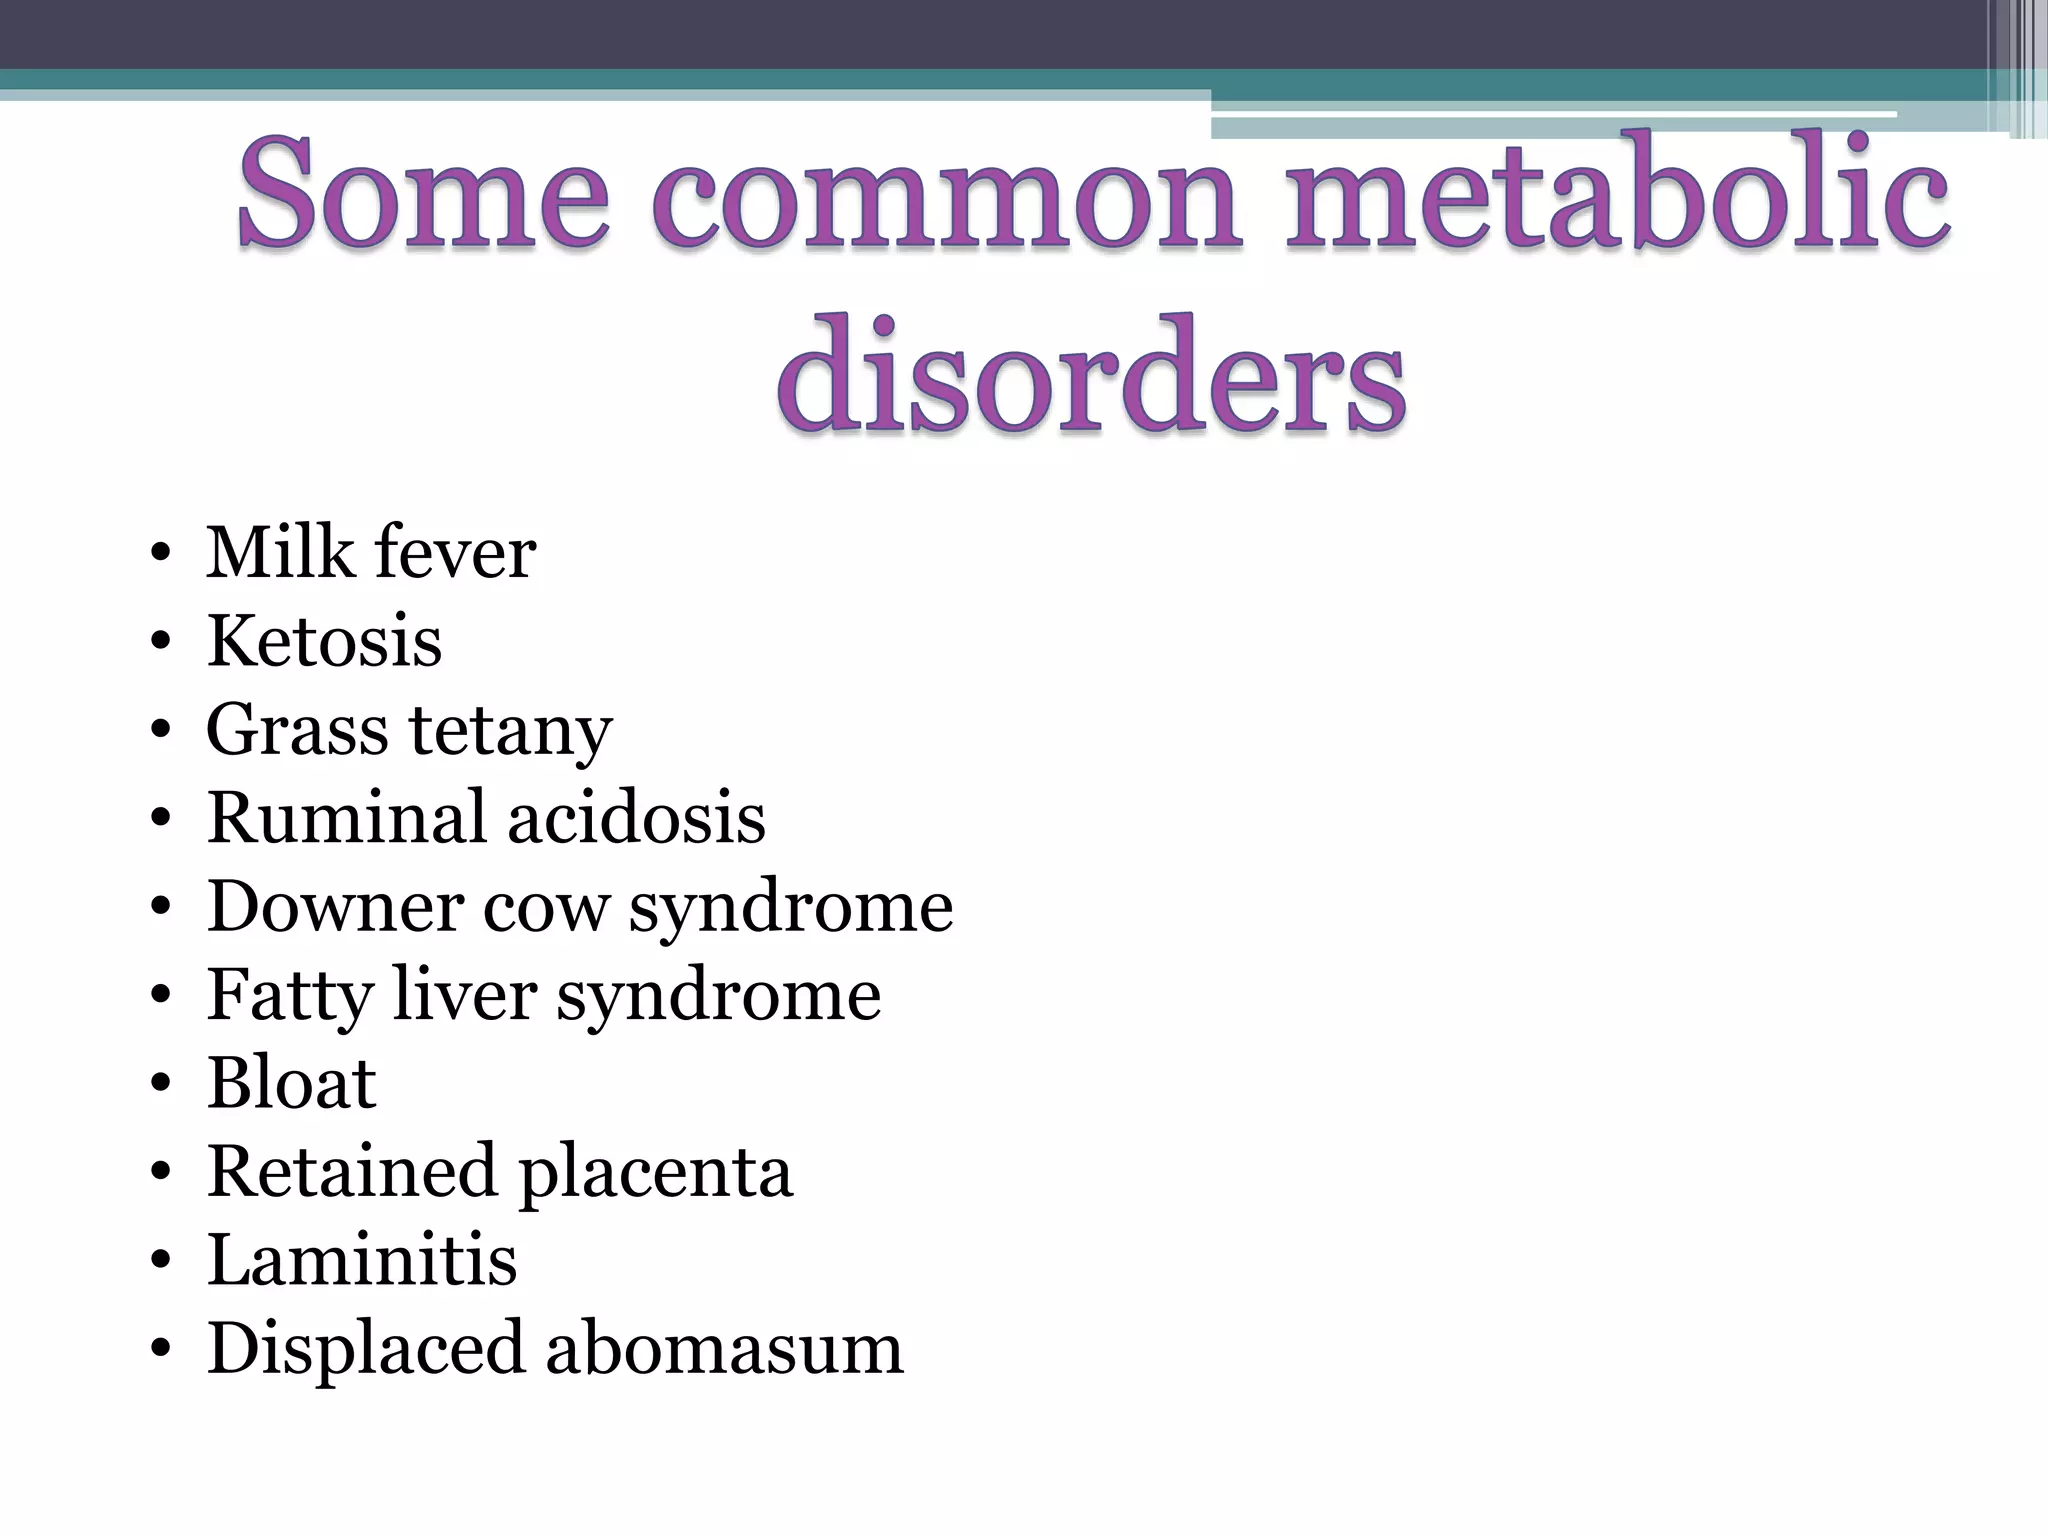 Some common metabolic
disorders
• Milk fever
• Ketosis
• Grass tetany
• Ruminal acidosis
• Downer cow syndrome
• Fatty liver syndrome
• Bloat
• Retained placenta
• Laminitis
• Displaced abomasum